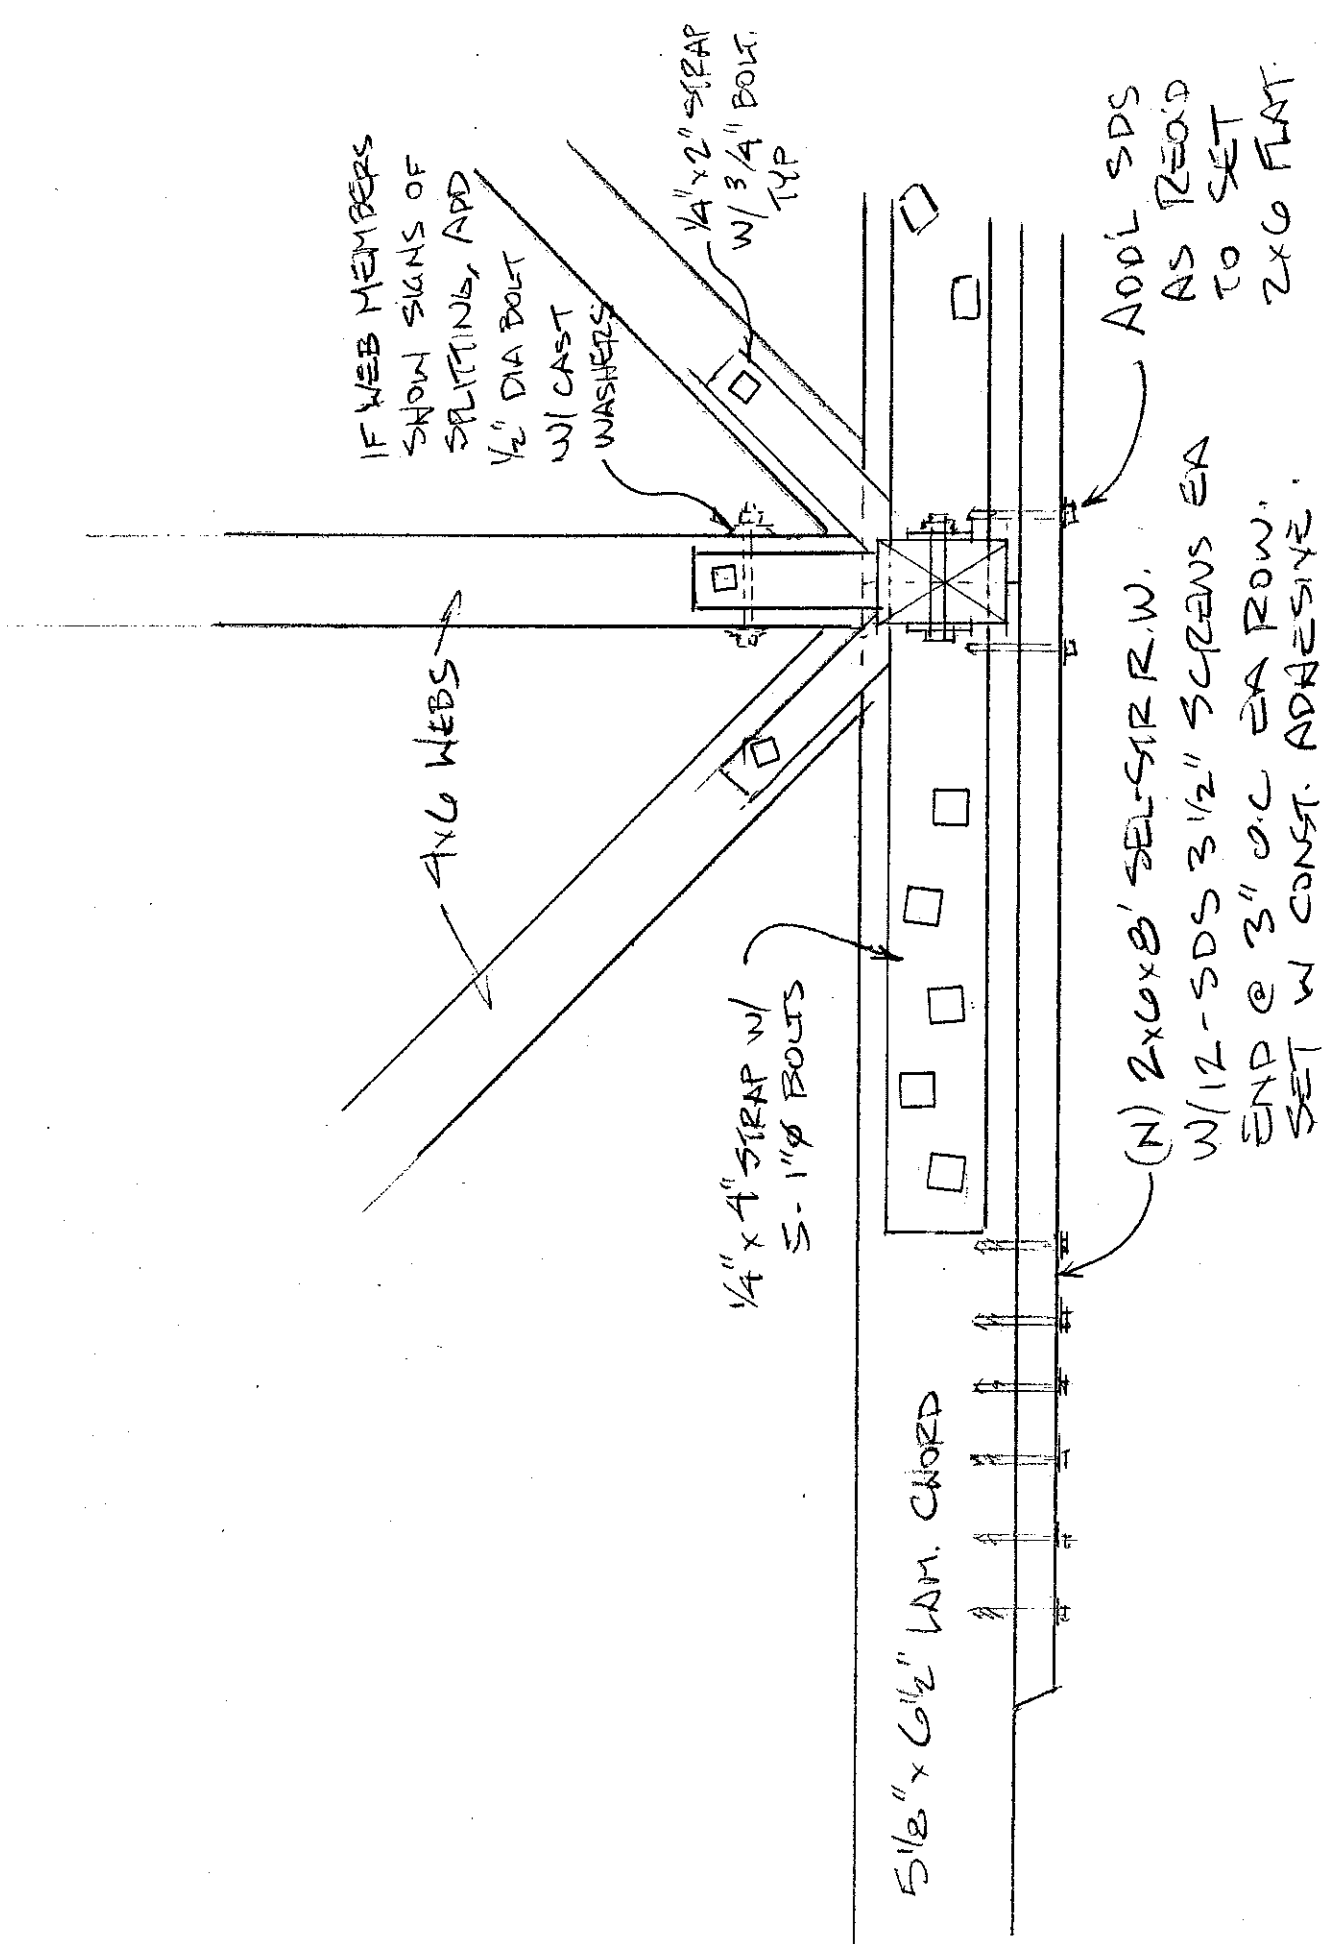 IF WEB MEMBERS
SHOW SIGNS OF
SPLITTING, ADD
1/2" DIA BOLT
W/ CAST
WASHERS
1/4" x 2" STRAP
W/ 3/4" BOLT.
TYP
4x6 WEBS
1/4" x 4" STRAP W/
5- 1"ø BOLTS
5 1/8" x 6 1/2" LAM. CHORD
ADD'L SDS
AS REQD
TO SET
2x6 FLAT.
(N) 2x6x8' SEL-STR R.W.
W/12-SDS 3 1/2" SCREWS EA
END @ 3" O.C EA ROW.
SET W CONST. ADHESIVE.